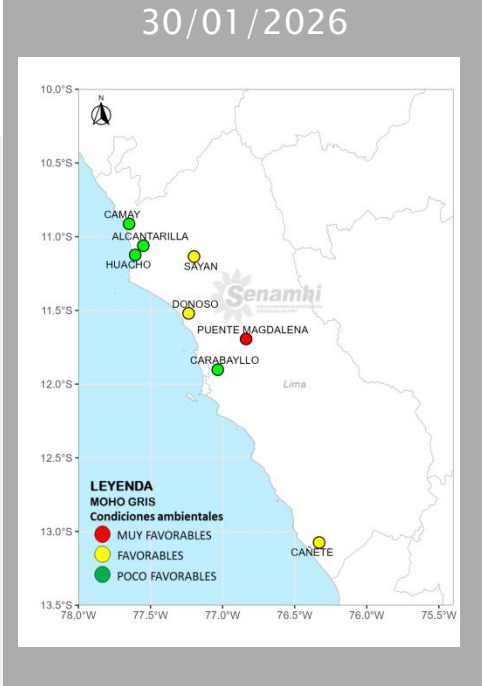 30/01/2026
N
10.0°S
10.5°S
CAMAY
11.0°S
ALCANTARILLA
HUACHO
SAYAN
Senamhi
11.5°S
DONOSO
PUENTE MAGDALENA
CARABAYLLO
12.0°S
Lima
12.5°S
LEYENDA
MOHO GRIS
Condiciones ambientales
13.0°S
MUY FAVORABLES
FAVORABLES
CAÑETE
POCO FAVORABLES
13.5°S
78.0°W 77.5°W 77.0°W 76.5°W 76.0°W 75.5°W